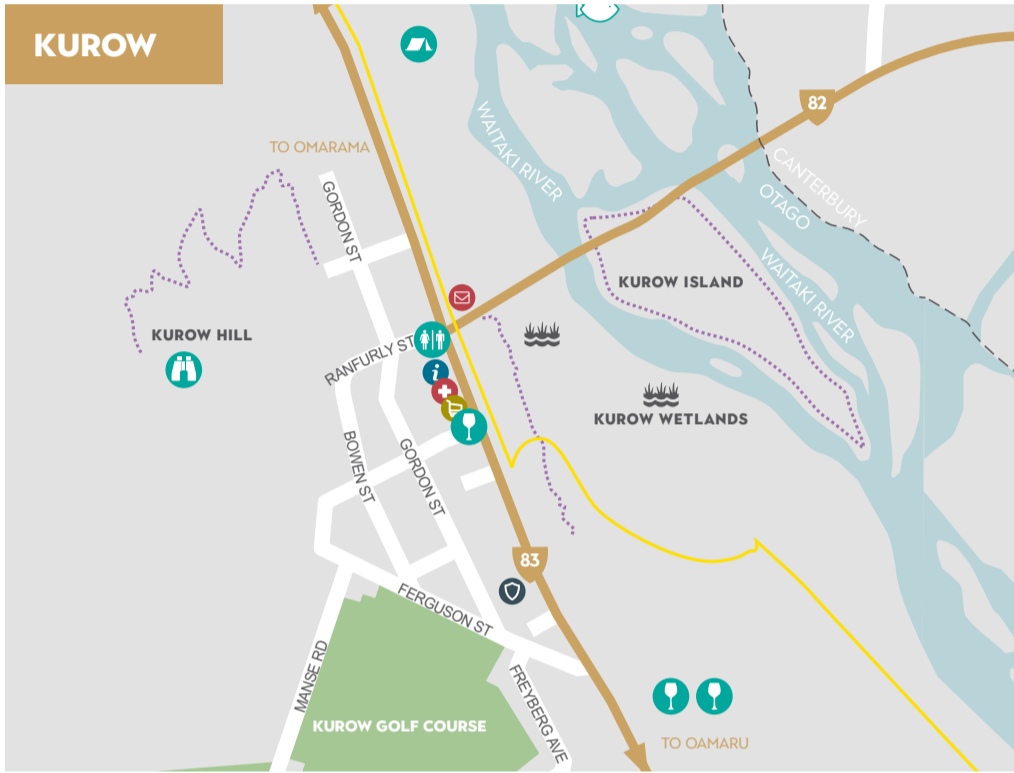 KUROW
82
TO OMARAMA
WAITAKI RIVER
CANTERBURY
OTAGO
GORDON ST
WAITAKI RIVER
KUROW ISLAND
KUROW HILL
RANFURLY ST
i
KUROW WETLANDS
BOWEN ST
GORDON ST
83
FERGUSON ST
MANSE RD
FREYBERG AVE
KUROW GOLF COURSE
TO OAMARU